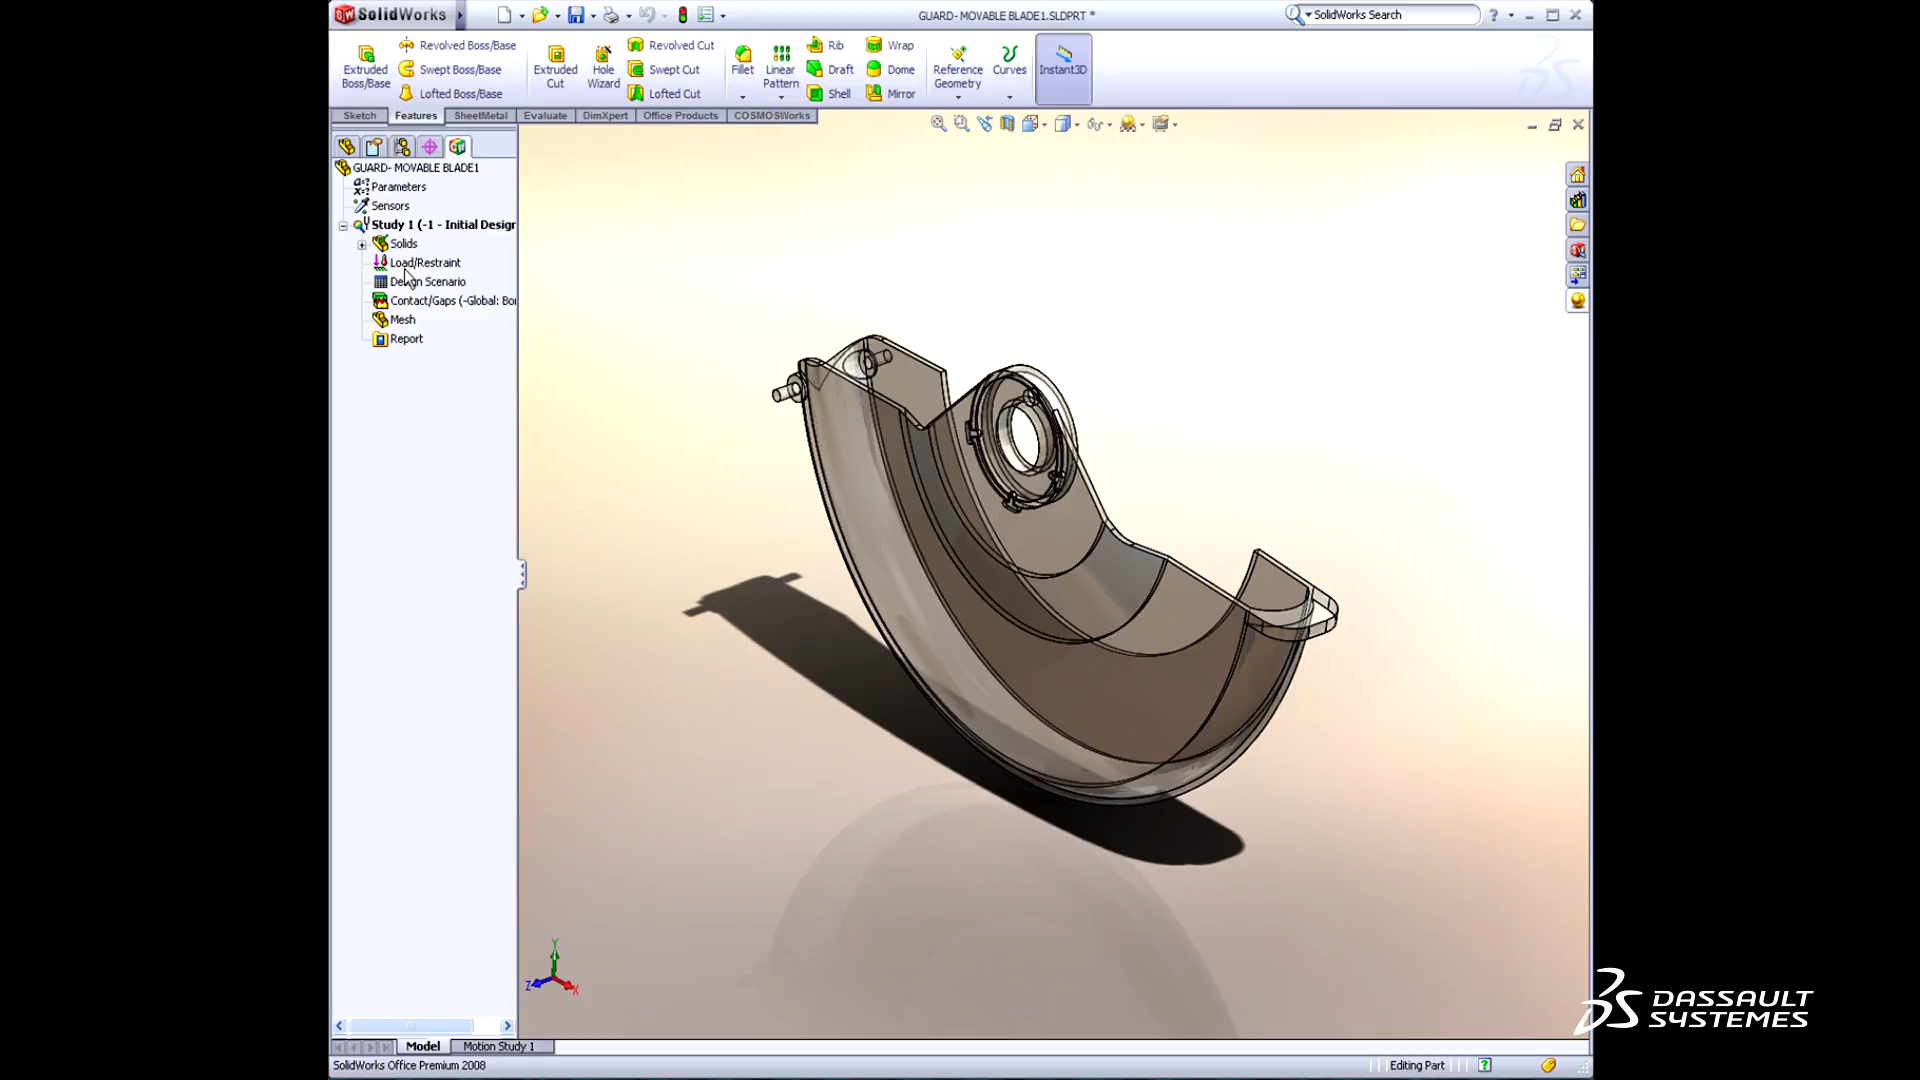 SolidWorks
GUARD- MOVABLE BLADE1.SLDPRT *
SolidWorks Search
Extruded Boss/Base
Revolved Boss/Base
Swept Boss/Base
Lofted Boss/Base
Extruded Cut
Hole Wizard
Revolved Cut
Swept Cut
Lofted Cut
Fillet
Linear Pattern
Rib
Draft
Shell
Wrap
Dome
Mirror
Reference Geometry
Curves
Instant3D
Sketch
Features
SheetMetal
Evaluate
DimXpert
Office Products
COSMOSWorks
GUARD- MOVABLE BLADE1
Parameters
Sensors
Study 1 (-1 - Initial Design
Solids
Load/Restraint
Design Scenario
Contact/Gaps (-Global: Bon
Mesh
Report
Y
Z
X
DASSAULT
SYSTEMES
Model
Motion Study 1
SolidWorks Office Premium 2008
Editing Part